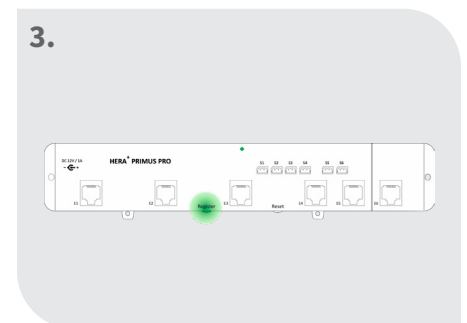 3.
DC 12V / 1A
HERA+ PRIMUS PRO
S1 S2 S3 S4 S5 S6
E1 E2 E3 E4 E5 E6
Register Reset